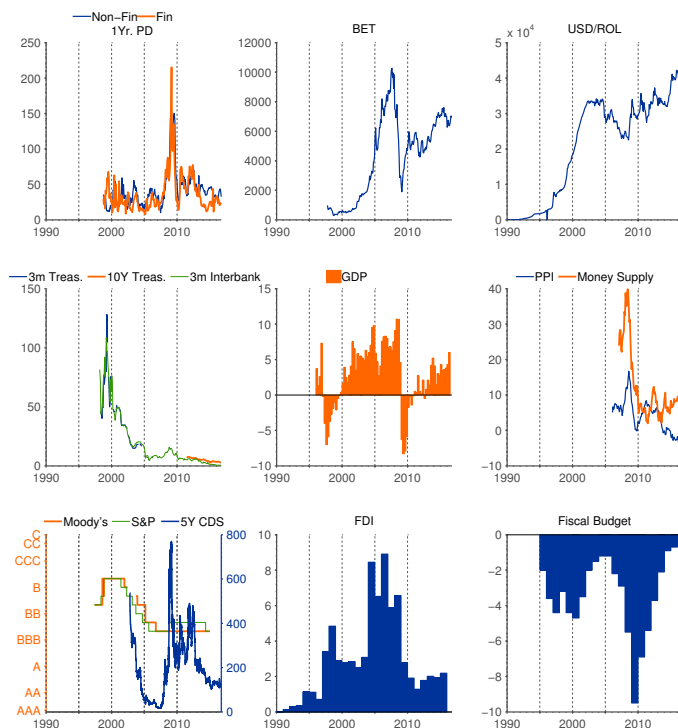 Non−Fin Fin
1Yr. PD
250
200
150
100
50
0
1990 2000 2010
BET
12000
10000
8000
6000
4000
2000
0
1990 2000 2010
USD/ROL
x 10^4
5
4
3
2
1
0
1990 2000 2010
3m Treas. 10Y Treas. 3m Interbank
150
100
50
0
1990 2000 2010
GDP
15
10
5
0
−5
−10
1990 2000 2010
PPI Money Supply
40
30
20
10
0
−10
1990 2000 2010
Moody's S&P 5Y CDS
C
CC
CCC
B
BB
BBB
A
AA
AAA
800
600
400
200
0
1990 2000 2010
FDI
10
8
6
4
2
0
1990 2000 2010
Fiscal Budget
0
−2
−4
−6
−8
−10
1990 2000 2010